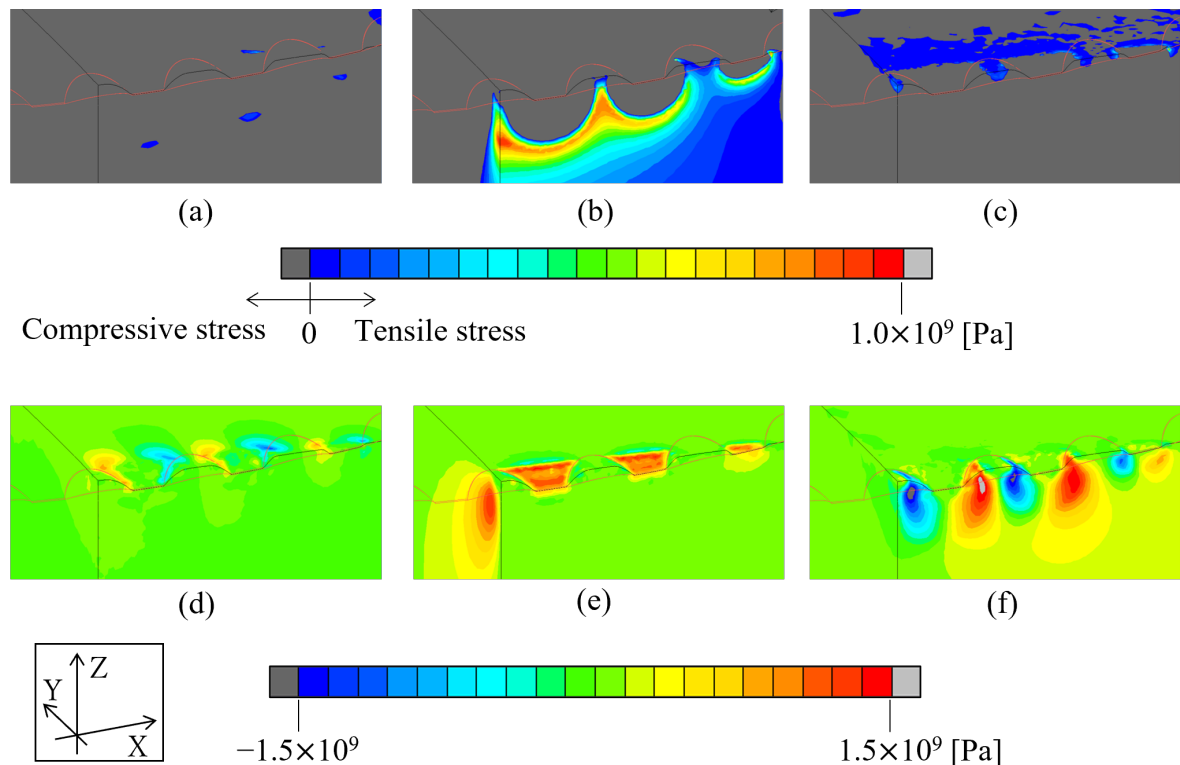 (a) (b) (c)
Compressive stress 0 Tensile stress 1.0×10⁹ [Pa]
(d) (e) (f)
Z
Y
X
−1.5×10⁹ 1.5×10⁹ [Pa]